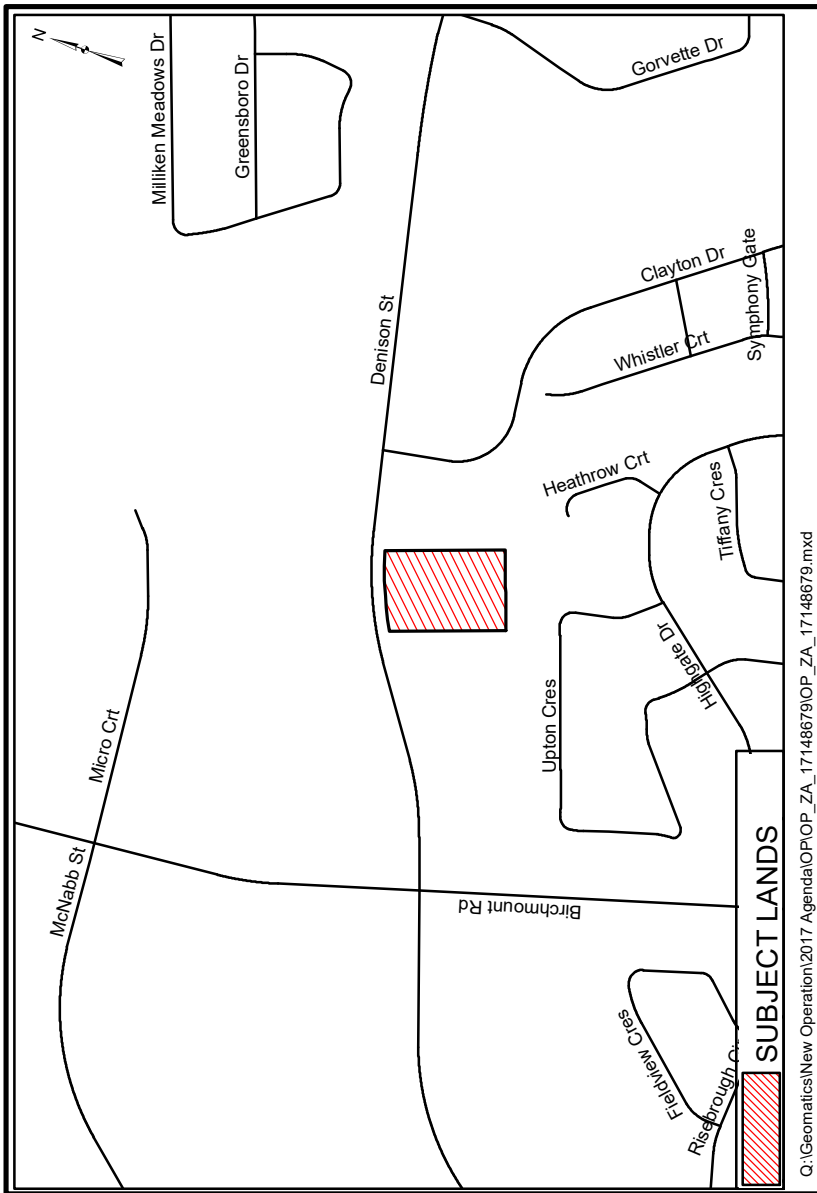 N
McNabb St
Micro Crt
Milliken Meadows Dr
Greensboro Dr
Denison St
Birchmount Rd
Upton Cres
Heathrow Crt
Gorvette Dr
Clayton Dr
Whistler Crt
Fieldview Cres
Highgate Dr
Tiffany Cres
Symphony Gate
Risebrough
SUBJECT LANDS
Q:\Geomatics\New Operation\2017 Agenda\OP\OP_ZA_17148679\OP_ZA_17148679.mxd